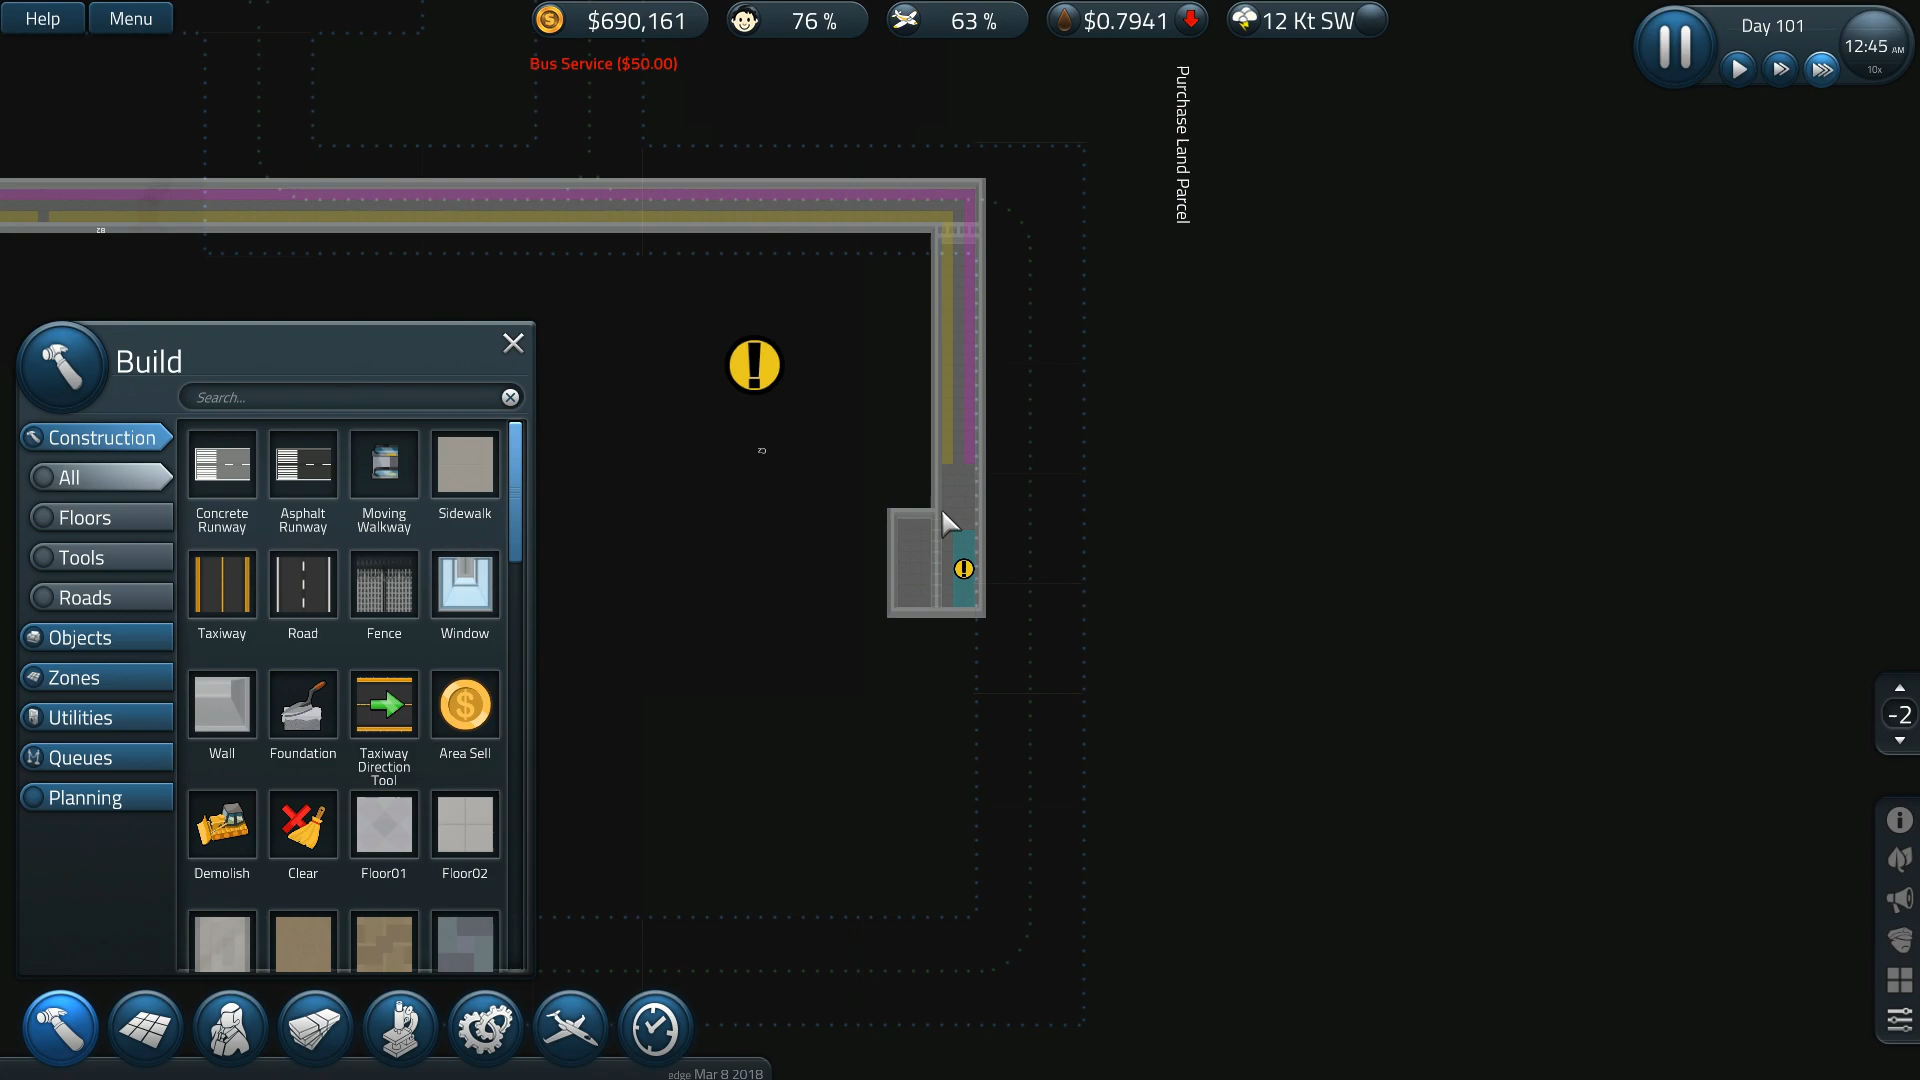 Help
Menu
$690,161
76 %
63 %
$0.7941
12 Kt SW
Day 101
12:45 AM
10x
Bus Service ($50.00)
Purchase Land Parcel
B2
C2
Build
Search...
Construction
All
Floors
Tools
Roads
Objects
Zones
Utilities
Queues
Planning
Concrete
Runway
Asphalt
Runway
Moving
Walkway
Sidewalk
Taxiway
Road
Fence
Window
Wall
Foundation
Taxiway
Direction
Tool
Area Sell
Demolish
Clear
Floor01
Floor02
-2
edge Mar 8 2018